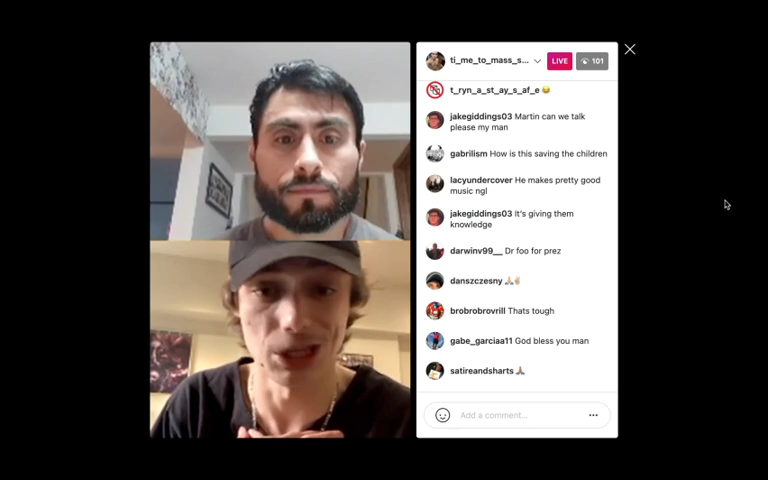 ti_me_to_mass_s...
LIVE
101
t_ryn_a_st_ay_s_af_e 😂
jakegiddings03 Martin can we talk
please my man
gabrilism How is this saving the children
lacyundercover He makes pretty good
music ngl
jakegiddings03 It's giving them
knowledge
darwinv99__ Dr foo for prez
danszczesny 🙏🏼✌🏼
brobrobrovrill Thats tough
gabe_garciaa11 God bless you man
satireandsharts 🙏🏽
Add a comment...